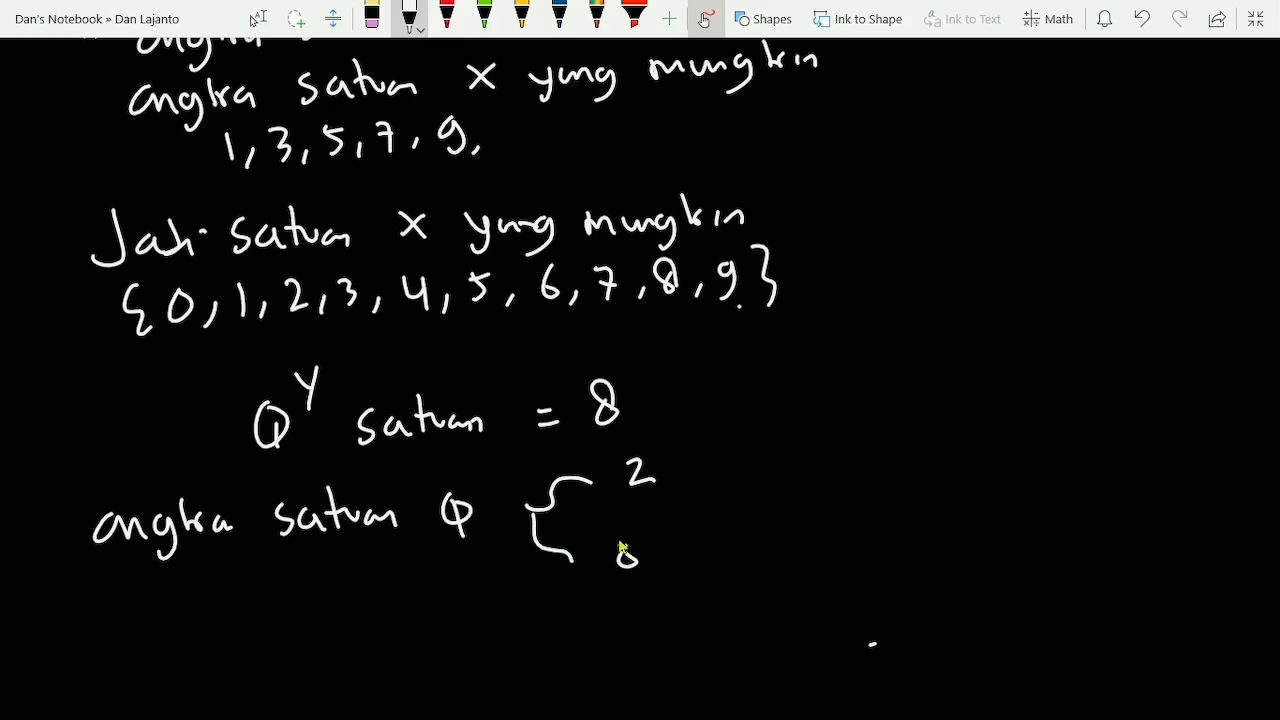 Dan's Notebook » Dan Lajanto
Shapes Ink to Shape Ink to Text Math
angka
angka satuan x yang mungkin
1, 3, 5, 7, 9,
Jadi satuan x yang mungkin
{0, 1, 2, 3, 4, 5, 6, 7, 8, 9}
Q^y satuan = 8
angka satuan Q { 2